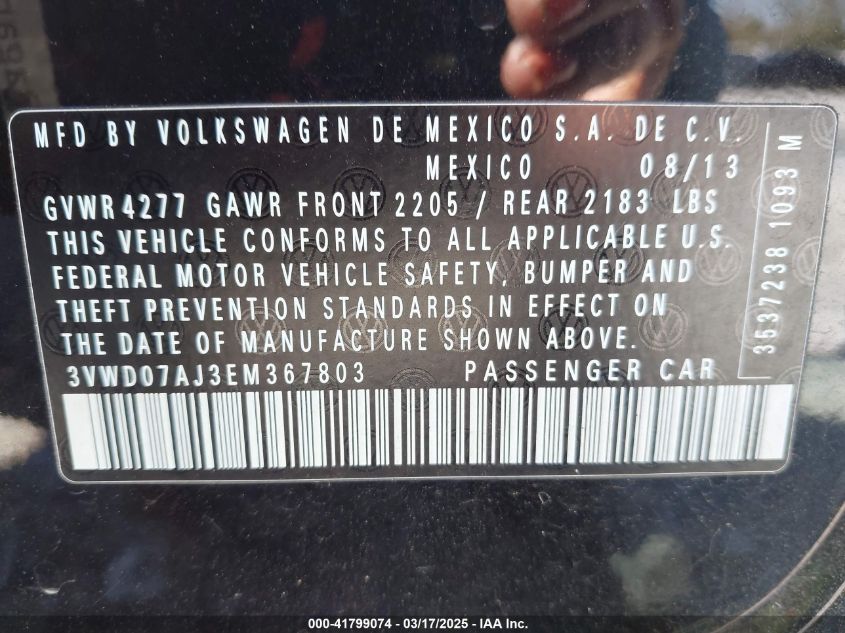 MFD BY VOLKSWAGEN DE MEXICO S.A. DE C.V.
MEXICO 08/13
GVWR 4277 GAWR FRONT 2205 / REAR 2183 LBS
THIS VEHICLE CONFORMS TO ALL APPLICABLE U.S.
FEDERAL MOTOR VEHICLE SAFETY, BUMPER AND
THEFT PREVENTION STANDARDS IN EFFECT ON
THE DATE OF MANUFACTURE SHOWN ABOVE.
3VWD07AJ3EM367803 PASSENGER CAR
3537238 1093 M
000-41799074 - 03/17/2025 - IAA Inc.